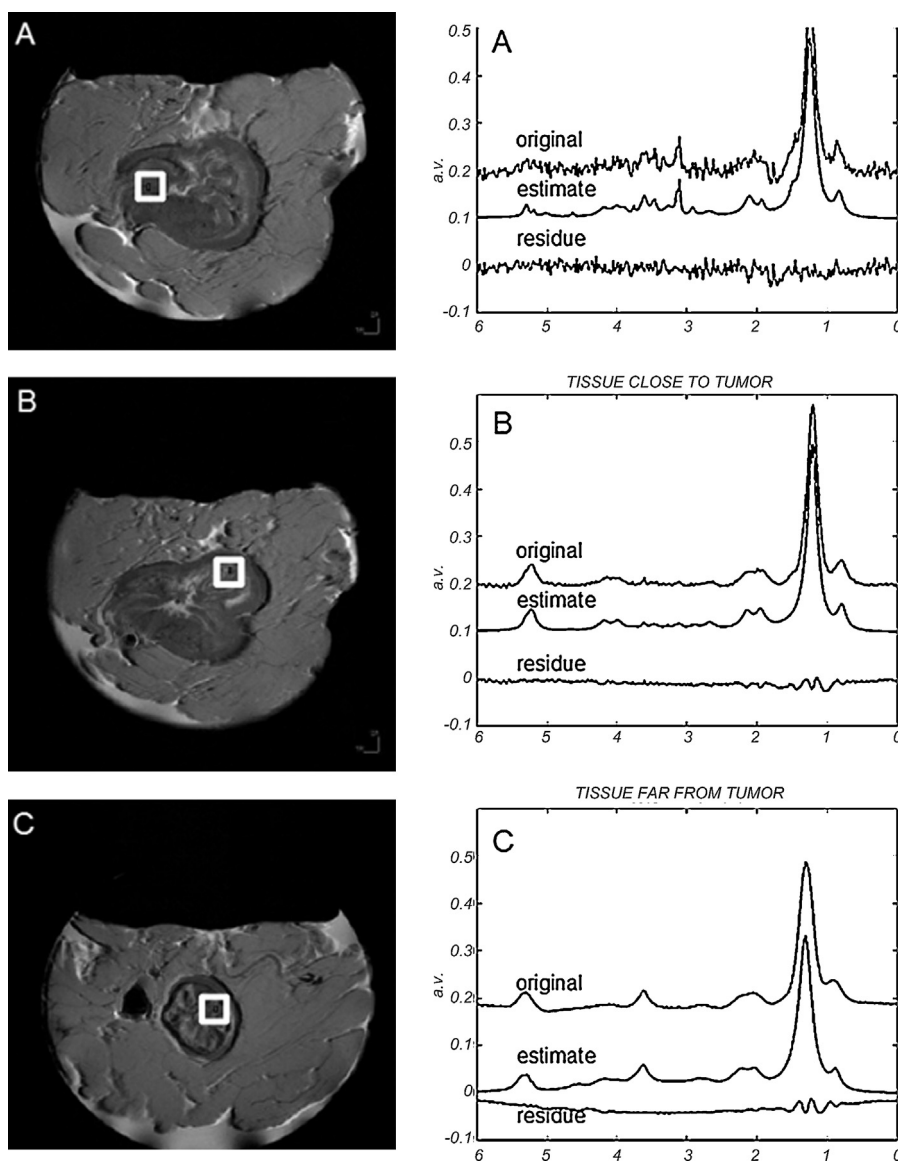 A
A
0.5
0.3
original
a.v.
0.2
estimate
0.1
residue
0
-0.1
6 5 4 3 2 1 0
TISSUE CLOSE TO TUMOR
B
B
0.5
0.4
0.3
original
a.v.
0.2
estimate
0.1
residue
0
-0.1
6 5 4 3 2 1 0
TISSUE FAR FROM TUMOR
C
C
0.5
0.4
0.3
a.v.
original
0.2
0.1
estimate
0
residue
-0.1
6 5 4 3 2 1 0